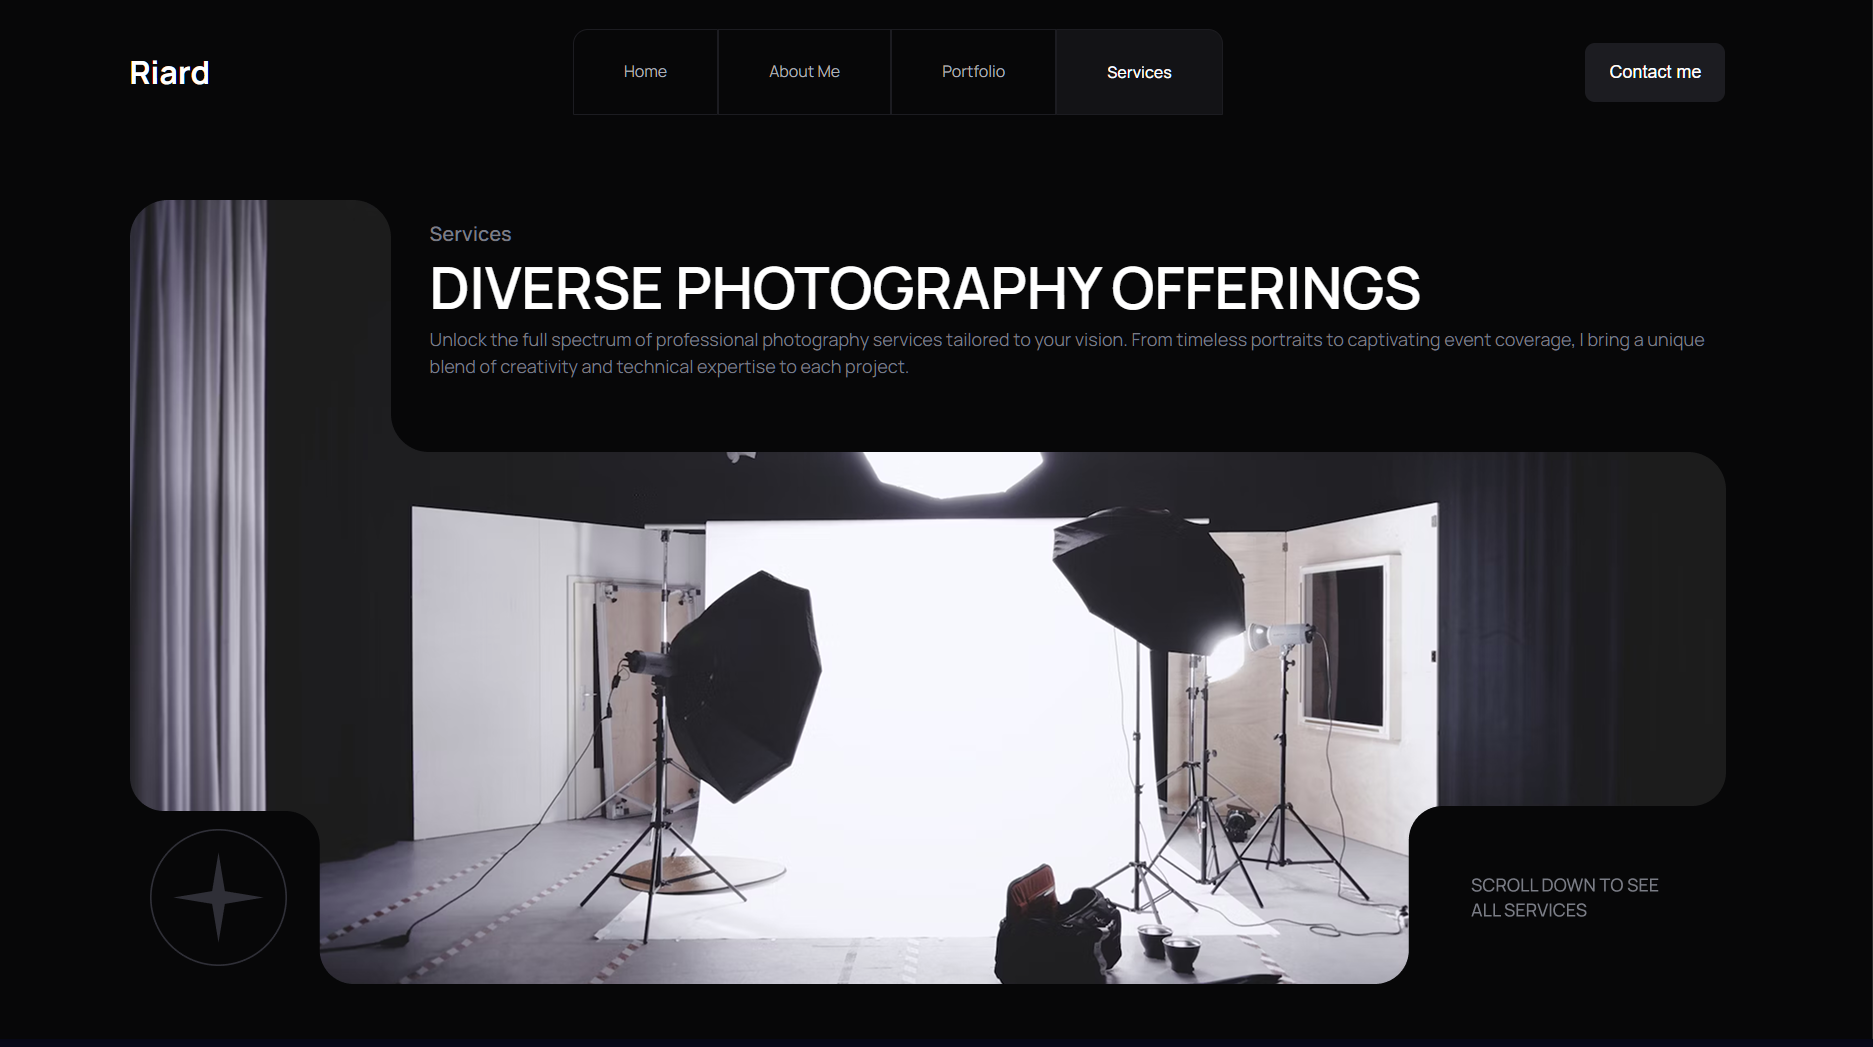 Riard
Home
About Me
Portfolio
Services
Contact me
Services
DIVERSE PHOTOGRAPHY OFFERINGS
Unlock the full spectrum of professional photography services tailored to your vision. From timeless portraits to captivating event coverage, I bring a unique
blend of creativity and technical expertise to each project.
SCROLL DOWN TO SEE
ALL SERVICES